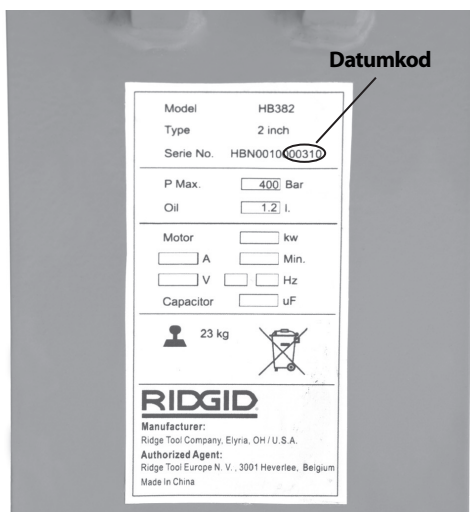 Datumkod
Model HB382
Type 2 inch
Serie No. HBN0010000310
P Max. 400 Bar
Oil 1.2 l.
Motor kw
A Min.
V Hz
Capacitor uF
23 kg
RIDGID
Manufacturer:
Ridge Tool Company, Elyria, OH / U.S.A.
Authorized Agent:
Ridge Tool Europe N. V. , 3001 Heverlee, Belgium
Made In China